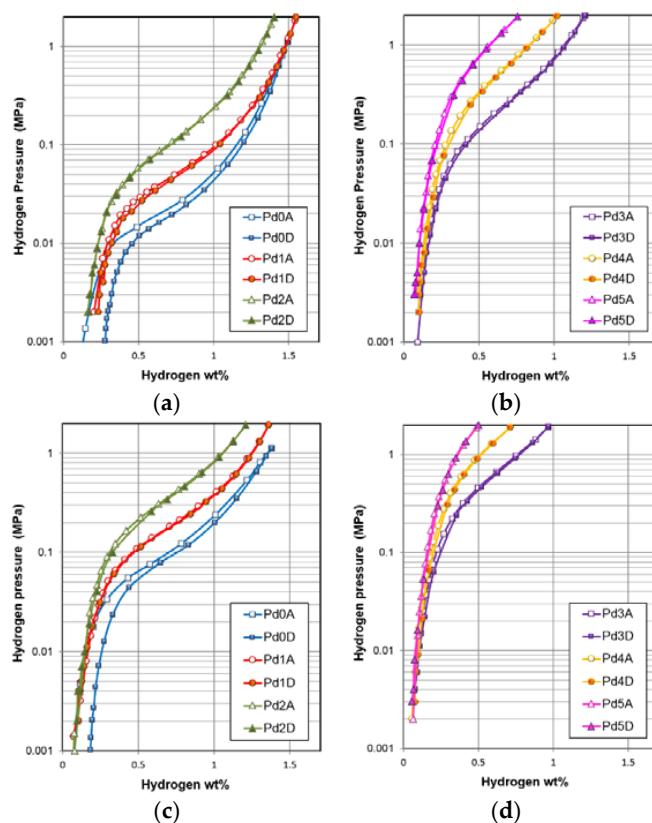 1
0.1
0.01
0.001
0
0.5
1
1.5
Hydrogen Pressure (MPa)
Hydrogen wt%
Pd0A
Pd0D
Pd1A
Pd1D
Pd2A
Pd2D
(a)
1
0.1
0.01
0.001
0
0.5
1
1.5
Hydrogen Pressure (MPa)
Hydrogen wt%
Pd3A
Pd3D
Pd4A
Pd4D
Pd5A
Pd5D
(b)
1
0.1
0.01
0.001
0
0.5
1
1.5
Hydrogen pressure (MPa)
Hydrogen wt%
Pd0A
Pd0D
Pd1A
Pd1D
Pd2A
Pd2D
(c)
1
0.1
0.01
0.001
0
0.5
1
1.5
Hydrogen pressure (MPa)
Hydrogen wt%
Pd3A
Pd3D
Pd4A
Pd4D
Pd5A
Pd5D
(d)